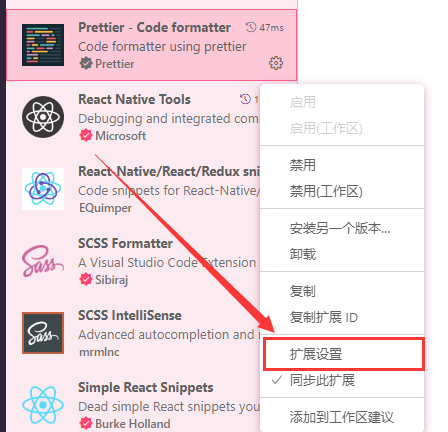 Prettier - Code formatter 47ms
Code formatter using prettier
Prettier
React Native Tools
Debugging and integrated com
Microsoft
React-Native/React/Redux sni
Code snippets for React-Native/
EQuimper
SCSS Formatter
A Visual Studio Code Extension
Sibiraj
SCSS IntelliSense
Advanced autocompletion and r
mrmlnc
Simple React Snippets
Dead simple React snippets you
Burke Holland
启用
启用(工作区)
禁用
禁用(工作区)
安装另一个版本...
卸载
复制
复制扩展 ID
扩展设置
同步此扩展
添加到工作区建议